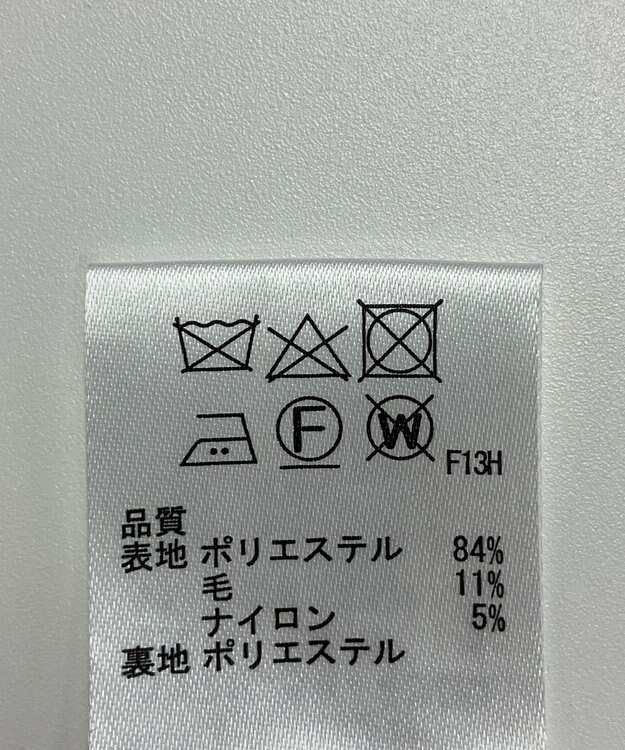 F W F13H
品質
表地 ポリエステル 84%
毛 11%
ナイロン 5%
裏地 ポリエステル